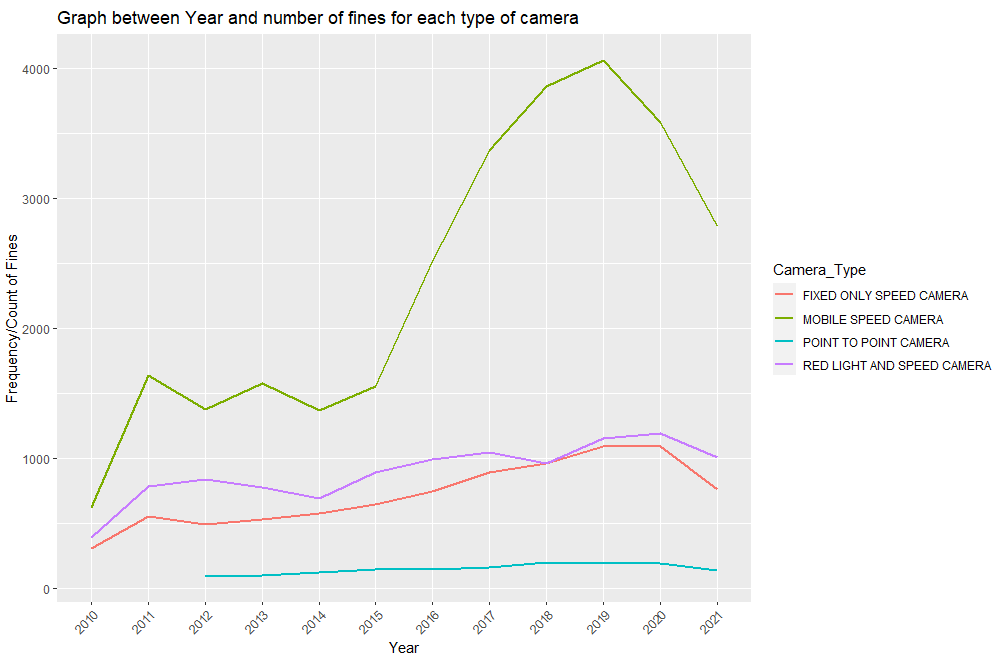 Graph between Year and number of fines for each type of camera
Frequency/Count of Fines
4000
3000
2000
1000
0
2010
2011
2012
2013
2014
2015
2016
2017
2018
2019
2020
2021
Year
Camera_Type
FIXED ONLY SPEED CAMERA
MOBILE SPEED CAMERA
POINT TO POINT CAMERA
RED LIGHT AND SPEED CAMERA